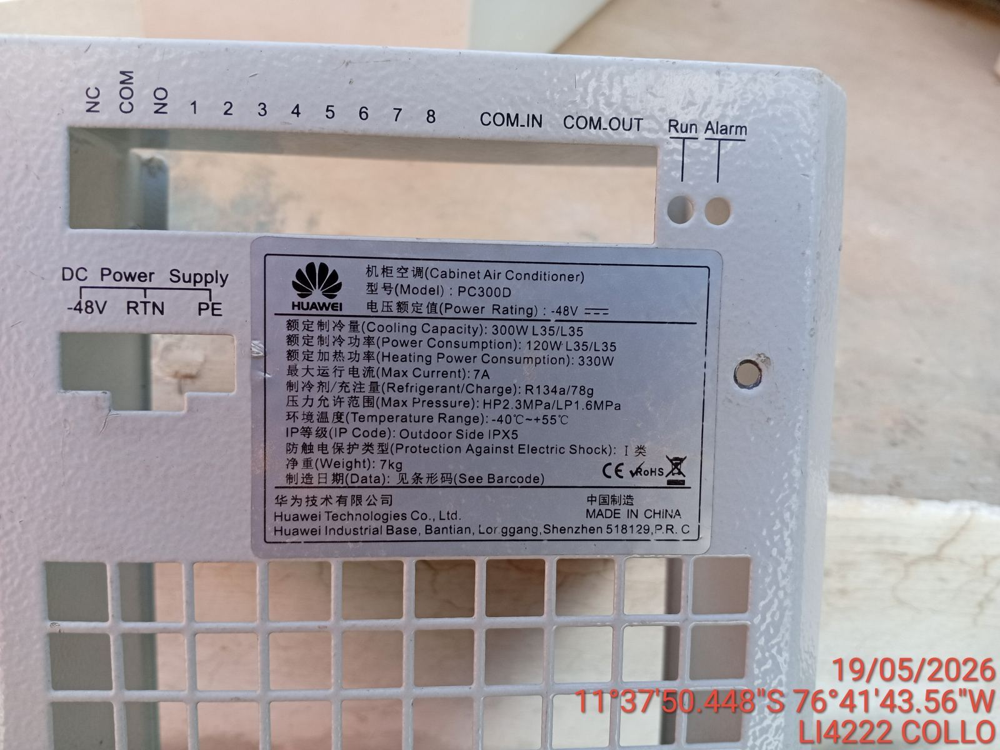 NC COM NO 1 2 3 4 5 6 7 8 COM_IN COM_OUT Run Alarm
DC Power Supply
-48V RTN PE
HUAWEI
机柜空调(Cabinet Air Conditioner)
型号(Model) : PC300D
电压额定值(Power Rating) : -48V
额定制冷量(Cooling Capacity): 300W L35/L35
额定制冷功率(Power Consumption): 120W L35/L35
额定加热功率(Heating Power Consumption): 330W
最大运行电流(Max Current): 7A
制冷剂/充注量(Refrigerant/Charge): R134a/78g
压力允许范围(Max Pressure): HP2.3MPa/LP1.6MPa
环境温度(Temperature Range): -40℃~+55℃
IP等级(IP Code): Outdoor Side IPX5
防触电保护类型(Protection Against Electric Shock): I 类
净重(Weight): 7kg
制造日期(Data): 见条形码(See Barcode)
CE RoHS
华为技术有限公司
Huawei Technologies Co., Ltd.
Huawei Industrial Base, Bantian, Longgang,Shenzhen 518129,P.R. C
中国制造
MADE IN CHINA
19/05/2026
11°37'50.448"S 76°41'43.56"W
LI4222 COLLO